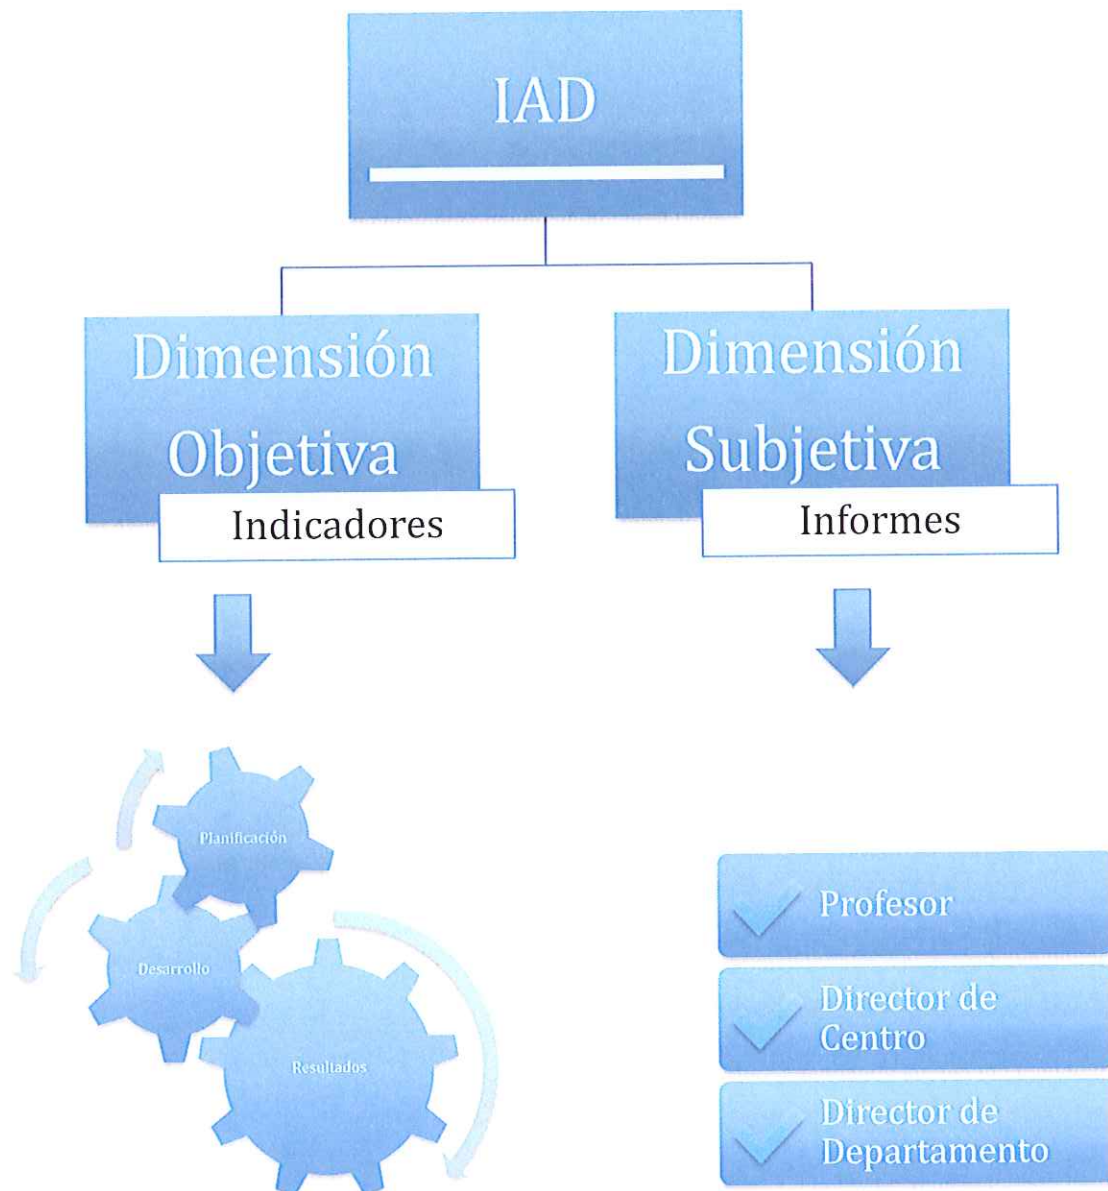 IAD
Dimensión
Objetiva
Indicadores
Dimensión
Subjetiva
Informes
Planificación
Desarrollo
Resultados
Profesor
Director de
Centro
Director de
Departamento